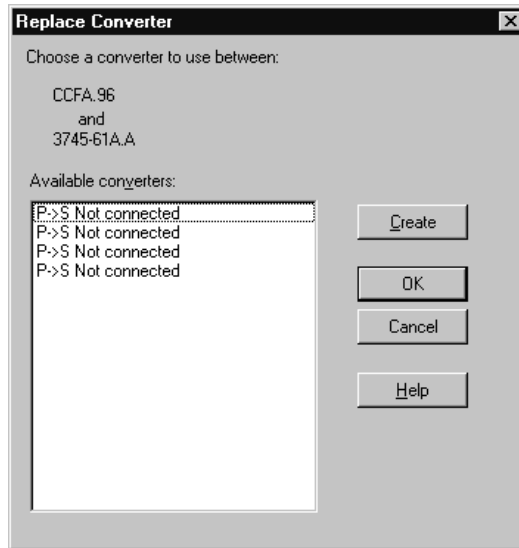 Replace Converter
Choose a converter to use between:
CCFA.96
and
3745-61A.A
Available converters:
P->S Not connected
P->S Not connected
P->S Not connected
P->S Not connected
Create
OK
Cancel
Help